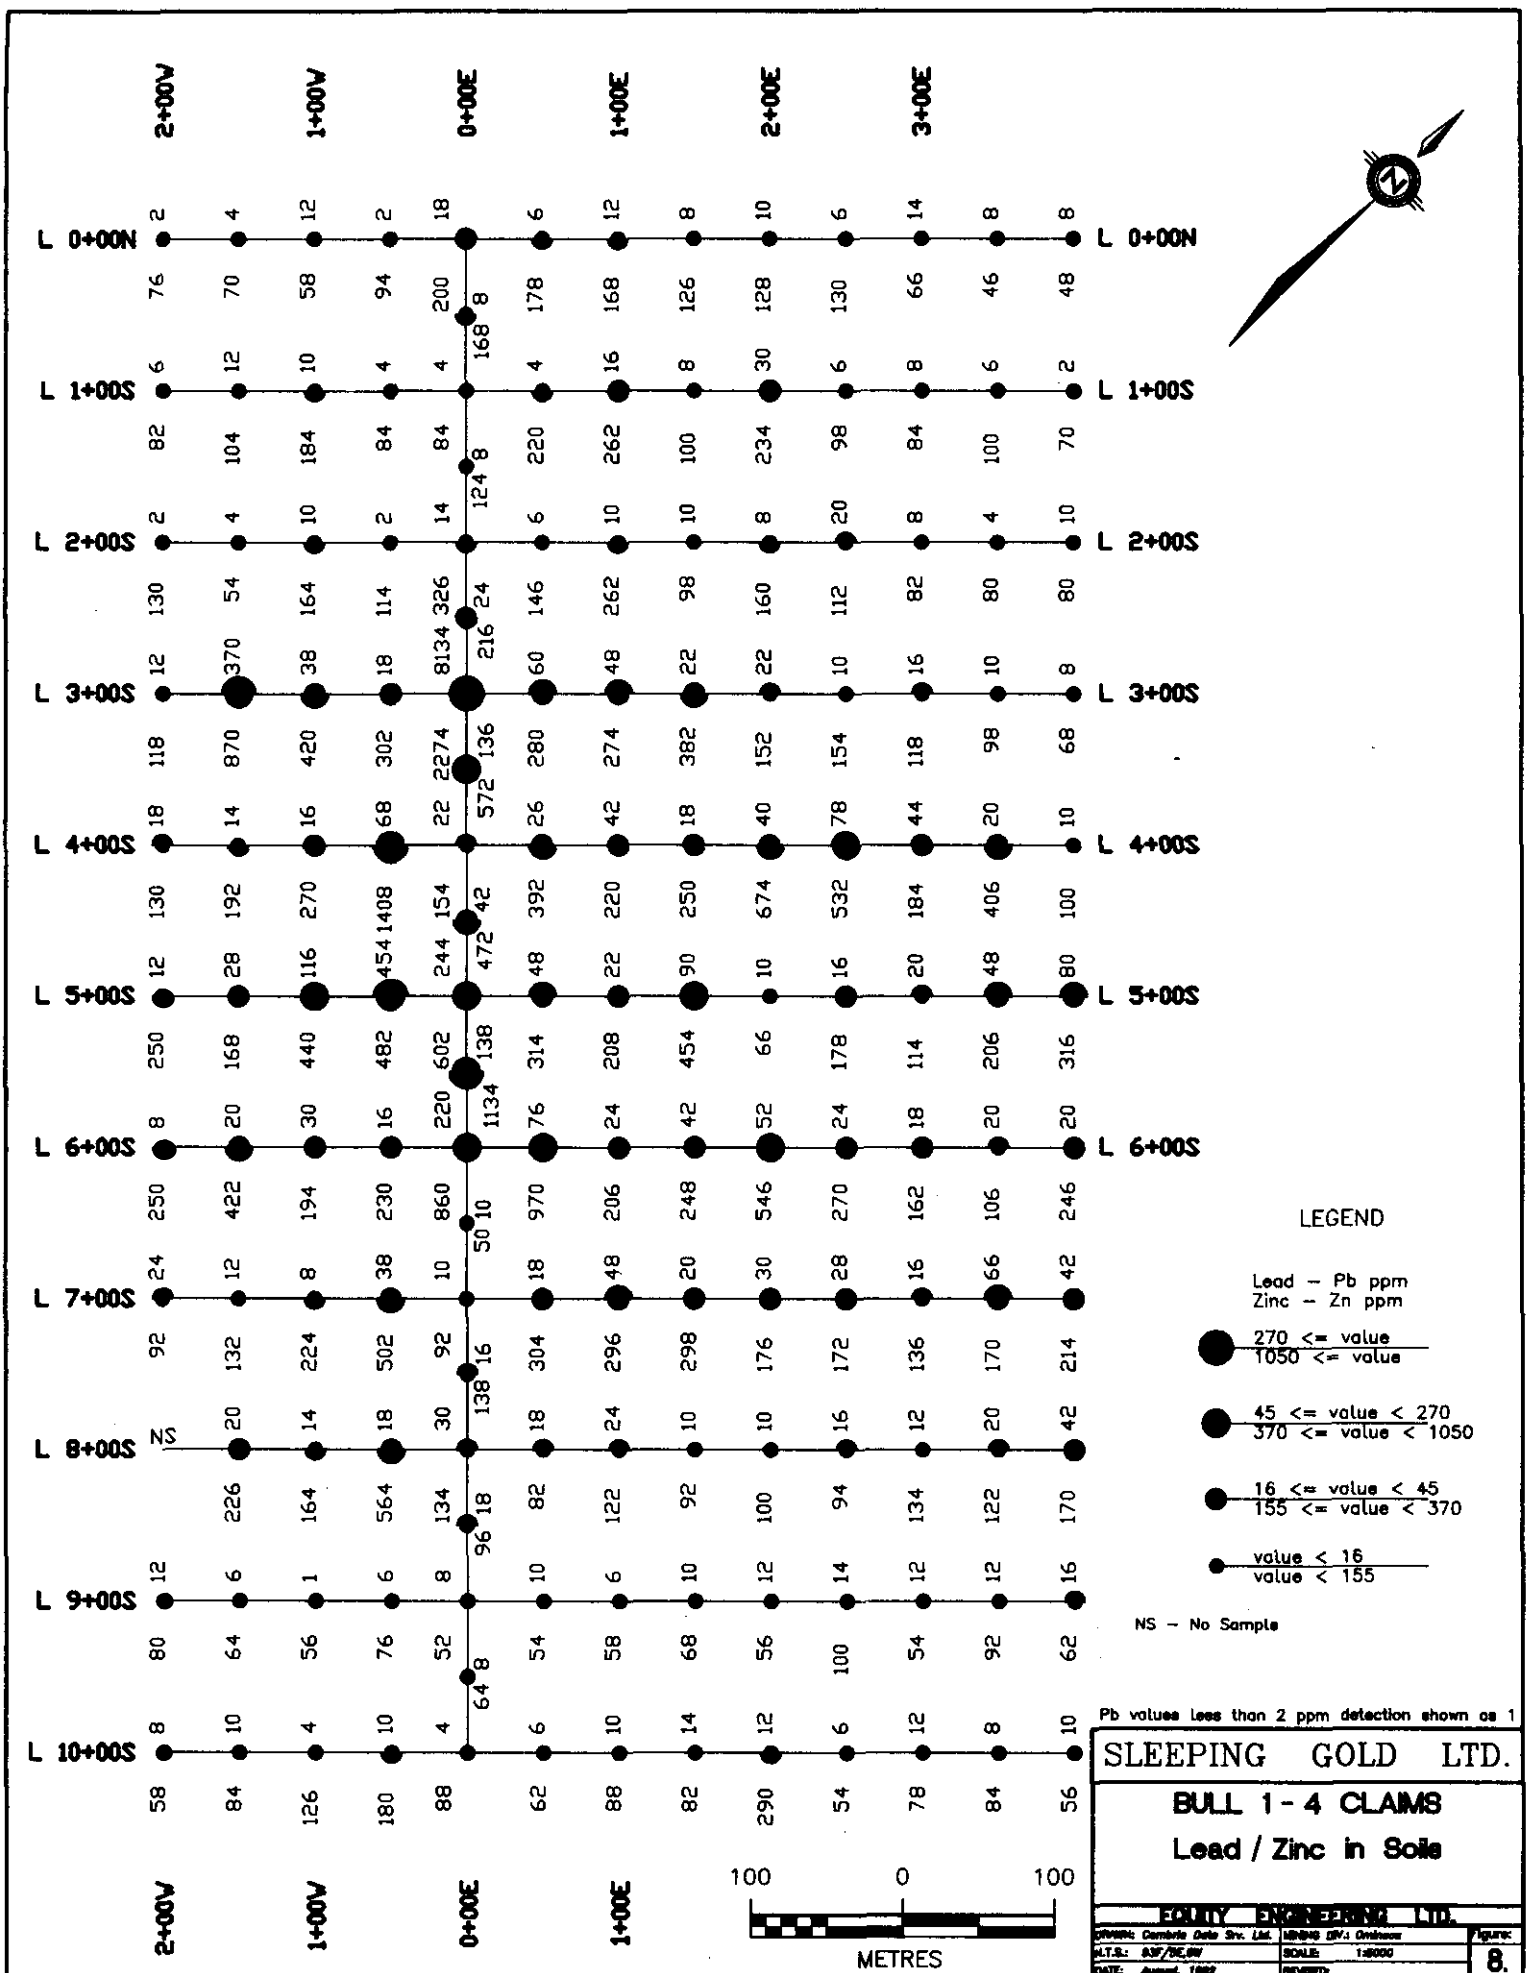 2+00W 1+00W 0+00E 1+00E 2+00E 3+00E
2 4 12 2 18 6 12 8 10 6 14 8 8
L 0+00N L 0+00N
76 70 58 94 200 178 168 126 128 130 66 46 48
8
168
6 12 10 4 4 4 16 8 30 6 8 6 2
L 1+00S L 1+00S
82 104 184 84 84 220 262 100 234 98 84 100 70
8
124
2 4 10 2 14 6 10 10 8 20 8 4 10
L 2+00S L 2+00S
130 54 164 114 326 146 262 98 160 112 82 80 80
24
216
12 370 38 18 8134 60 48 22 22 10 16 10 8
L 3+00S L 3+00S
118 870 420 302 2274 280 274 382 152 154 118 98 68
136
572
18 14 16 68 22 26 42 18 40 78 44 20 10
L 4+00S L 4+00S
130 192 270 1408 154 392 220 250 674 532 184 406 100
42
472
12 28 116 454 244 48 22 90 10 16 20 48 80
L 5+00S L 5+00S
250 168 440 482 602 314 208 454 66 178 114 206 316
138
1134
8 20 30 16 220 76 24 42 52 24 18 20 20
L 6+00S L 6+00S
250 422 194 230 860 970 206 248 546 270 162 106 246
10
50
24 12 8 38 10 18 48 20 30 28 16 66 42
L 7+00S
92 132 224 502 92 304 296 298 176 172 136 170 214
16
138
NS 20 14 18 30 18 24 10 10 16 12 20 42
L 8+00S
226 164 564 134 82 122 92 100 94 134 122 170
18
96
12 6 1 6 8 10 6 10 12 14 12 12 16
L 9+00S
80 64 56 76 52 54 58 68 56 100 54 92 62
8
64
8 10 4 10 4 6 10 14 12 6 12 8 10
L 10+00S
58 84 126 180 88 62 88 82 290 54 78 84 56
2+00W 1+00W 0+00E 1+00E
100 0 100
METRES
N
LEGEND
Lead - Pb ppm
Zinc - Zn ppm
270 <= value
1050 <= value
45 <= value < 270
370 <= value < 1050
16 <= value < 45
155 <= value < 370
value < 16
value < 155
NS - No Sample
Pb values less than 2 ppm detection shown as 1
SLEEPING GOLD LTD.
BULL 1-4 CLAIMS
Lead / Zinc in Soils
EQUITY ENGINEERING LTD.
DRAWN: Cambria Data Srv. Ltd. MINING DIV.: Omineca Figure:
N.T.S.: SCALE: 8.
DATE: August, 1992 REVISED: